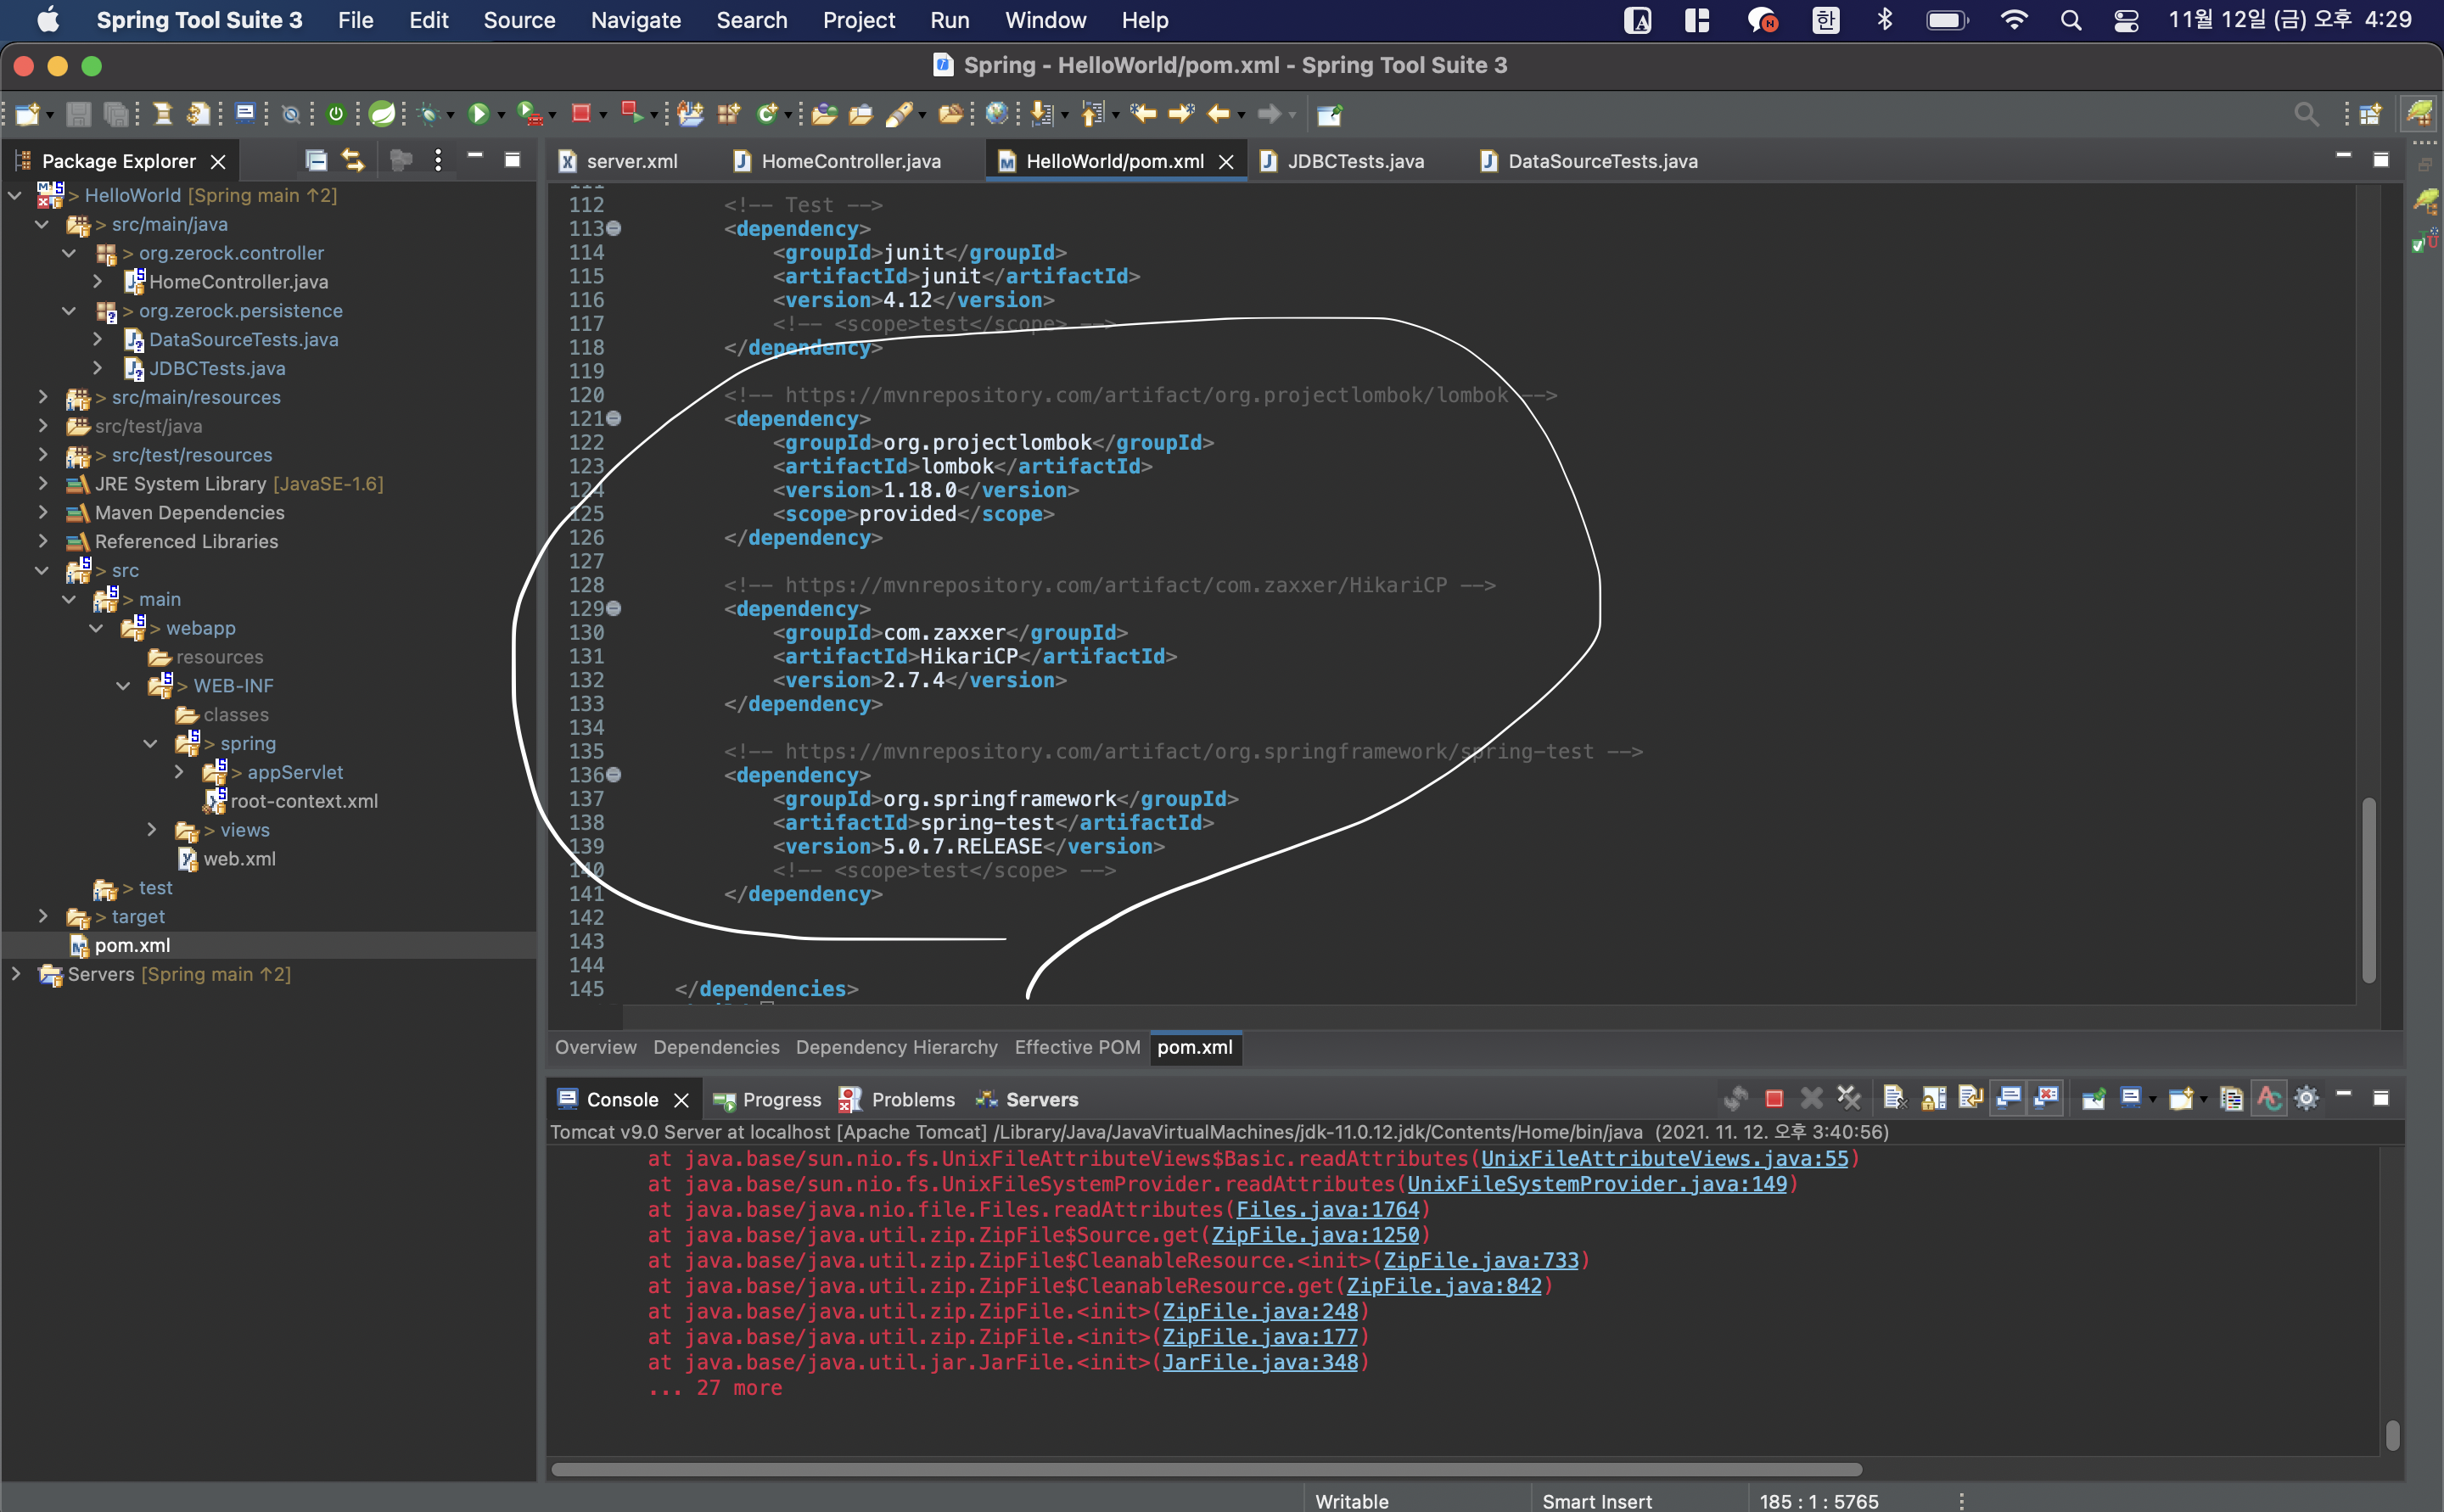 Spring Tool Suite 3 File Edit Source Navigate Search Project Run Window Help 한 11월 12일 (금) 오후 4:29
Spring - HelloWorld/pom.xml - Spring Tool Suite 3
Package Explorer
> HelloWorld [Spring main ↑2]
> src/main/java
> org.zerock.controller
HomeController.java
> org.zerock.persistence
DataSourceTests.java
JDBCTests.java
> src/main/resources
src/test/java
> src/test/resources
JRE System Library [JavaSE-1.6]
Maven Dependencies
Referenced Libraries
> src
> main
> webapp
resources
> WEB-INF
classes
> spring
> appServlet
root-context.xml
> views
web.xml
> test
> target
pom.xml
Servers [Spring main ↑2]
server.xml HomeController.java HelloWorld/pom.xml JDBCTests.java DataSourceTests.java
112 <!-- Test -->
113 <dependency>
114 <groupId>junit</groupId>
115 <artifactId>junit</artifactId>
116 <version>4.12</version>
117 <!-- <scope>test</scope> -->
118 </dependency>
119
120 <!-- https://mvnrepository.com/artifact/org.projectlombok/lombok -->
121 <dependency>
122 <groupId>org.projectlombok</groupId>
123 <artifactId>lombok</artifactId>
124 <version>1.18.0</version>
125 <scope>provided</scope>
126 </dependency>
127
128 <!-- https://mvnrepository.com/artifact/com.zaxxer/HikariCP -->
129 <dependency>
130 <groupId>com.zaxxer</groupId>
131 <artifactId>HikariCP</artifactId>
132 <version>2.7.4</version>
133 </dependency>
134
135 <!-- https://mvnrepository.com/artifact/org.springframework/spring-test -->
136 <dependency>
137 <groupId>org.springframework</groupId>
138 <artifactId>spring-test</artifactId>
139 <version>5.0.7.RELEASE</version>
140 <!-- <scope>test</scope> -->
141 </dependency>
142
143
144
145 </dependencies>
Overview Dependencies Dependency Hierarchy Effective POM pom.xml
Console Progress Problems Servers
Tomcat v9.0 Server at localhost [Apache Tomcat] /Library/Java/JavaVirtualMachines/jdk-11.0.12.jdk/Contents/Home/bin/java (2021. 11. 12. 오후 3:40:56)
at java.base/sun.nio.fs.UnixFileAttributeViews$Basic.readAttributes(UnixFileAttributeViews.java:55)
at java.base/sun.nio.fs.UnixFileSystemProvider.readAttributes(UnixFileSystemProvider.java:149)
at java.base/java.nio.file.Files.readAttributes(Files.java:1764)
at java.base/java.util.zip.ZipFile$Source.get(ZipFile.java:1250)
at java.base/java.util.zip.ZipFile$CleanableResource.<init>(ZipFile.java:733)
at java.base/java.util.zip.ZipFile$CleanableResource.get(ZipFile.java:842)
at java.base/java.util.zip.ZipFile.<init>(ZipFile.java:248)
at java.base/java.util.zip.ZipFile.<init>(ZipFile.java:177)
at java.base/java.util.jar.JarFile.<init>(JarFile.java:348)
... 27 more
Writable Smart Insert 185 : 1 : 5765